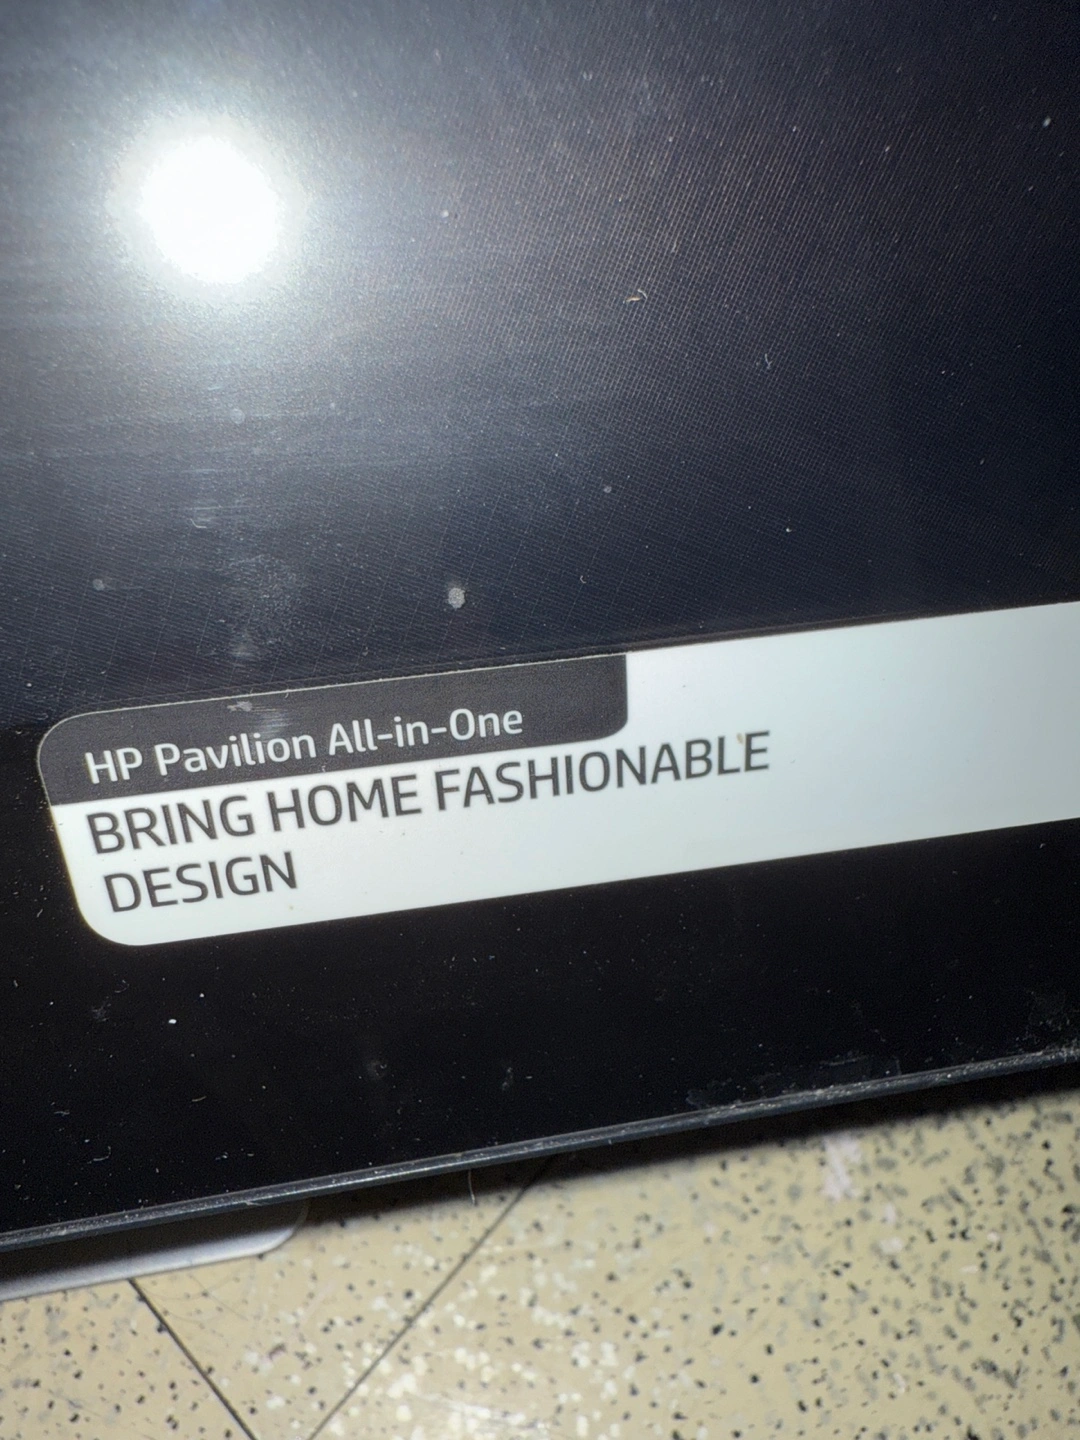 HP Pavilion All-in-One
BRING HOME FASHIONABLE
DESIGN